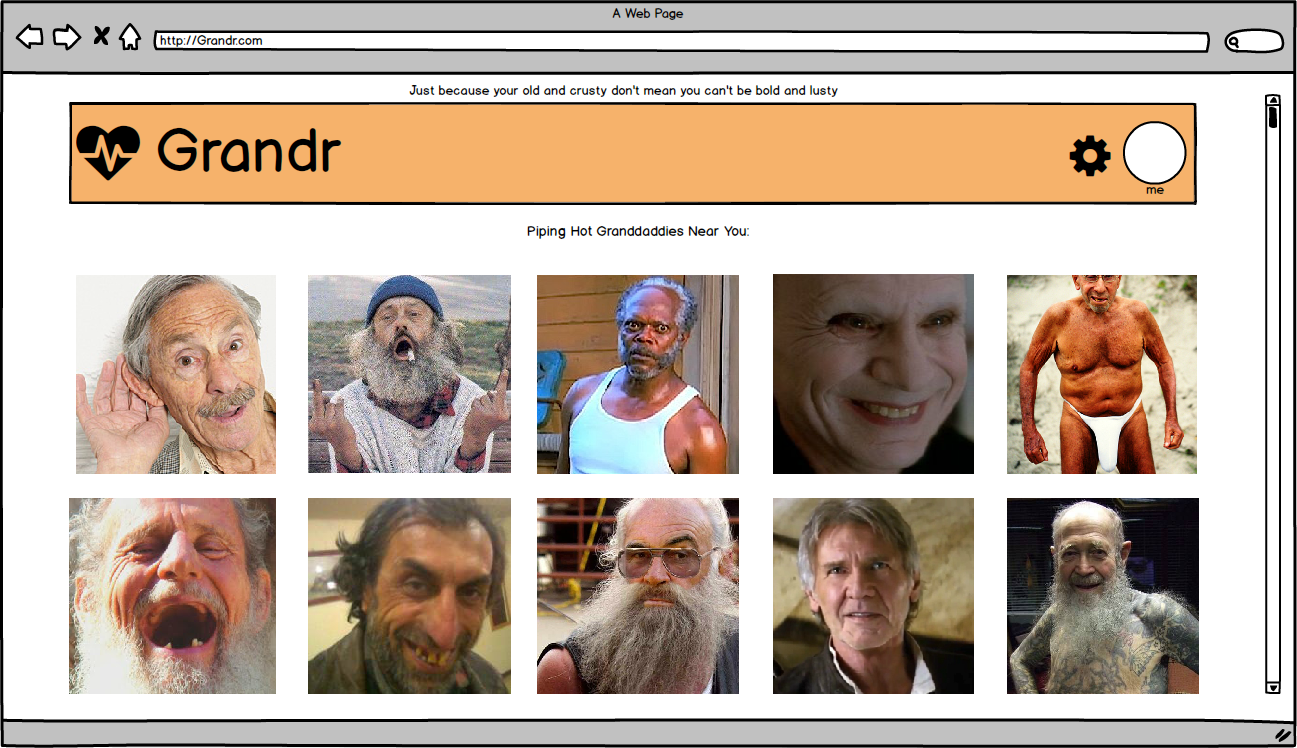 A Web Page
http://Grandr.com
Just because your old and crusty don't mean you can't be bold and lusty
Grandr
me
Piping Hot Granddaddies Near You: